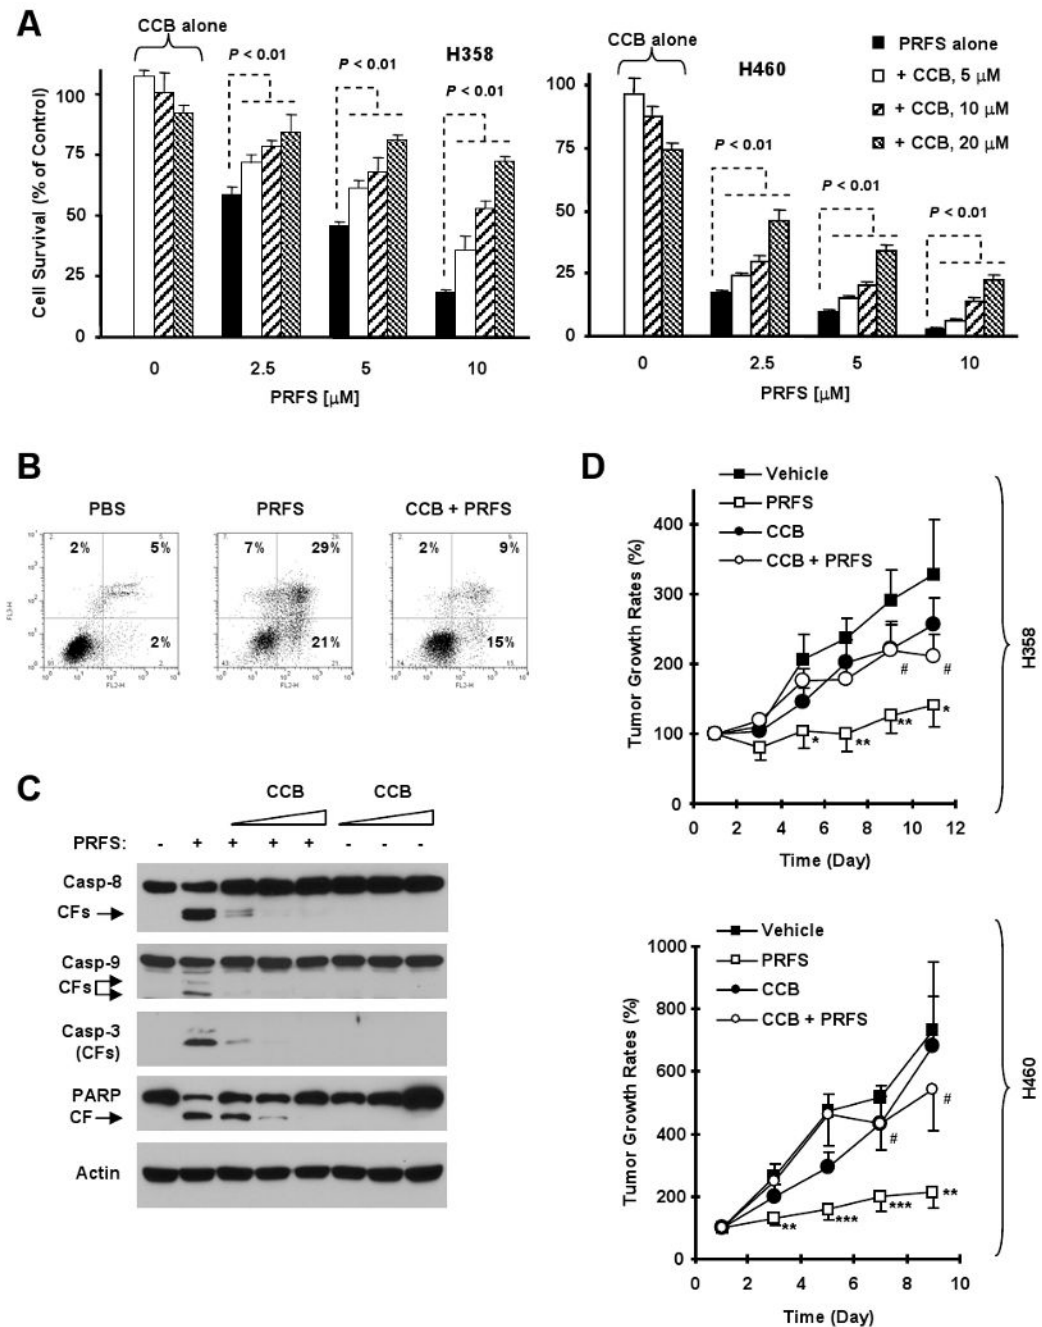 A
CCB alone
P < 0.01
H358
P < 0.01
P < 0.01
Cell Survival (% of Control)
100
75
50
25
0
0 2.5 5 10
PRFS [μM]
CCB alone
H460
P < 0.01
P < 0.01
P < 0.01
100
75
50
25
0
0 2.5 5 10
PRFS [μM]
PRFS alone
+ CCB, 5 μM
+ CCB, 10 μM
+ CCB, 20 μM
B
PBS PRFS CCB + PRFS
2% 5%
2%
7% 29%
21%
2% 9%
15%
FL3-H
FL2-H FL2-H FL2-H
C
CCB CCB
PRFS: - + + + + - - -
Casp-8
CFs
Casp-9
CFs
Casp-3
(CFs)
PARP
CF
Actin
D
Vehicle
PRFS
CCB
CCB + PRFS
Tumor Growth Rates (%)
400
300
200
100
0
0 2 4 6 8 10 12
Time (Day)
* ** ** *
# #
H358
Vehicle
PRFS
CCB
CCB + PRFS
Tumor Growth Rates (%)
1000
800
600
400
200
0
0 2 4 6 8 10
Time (Day)
** *** *** **
# #
H460